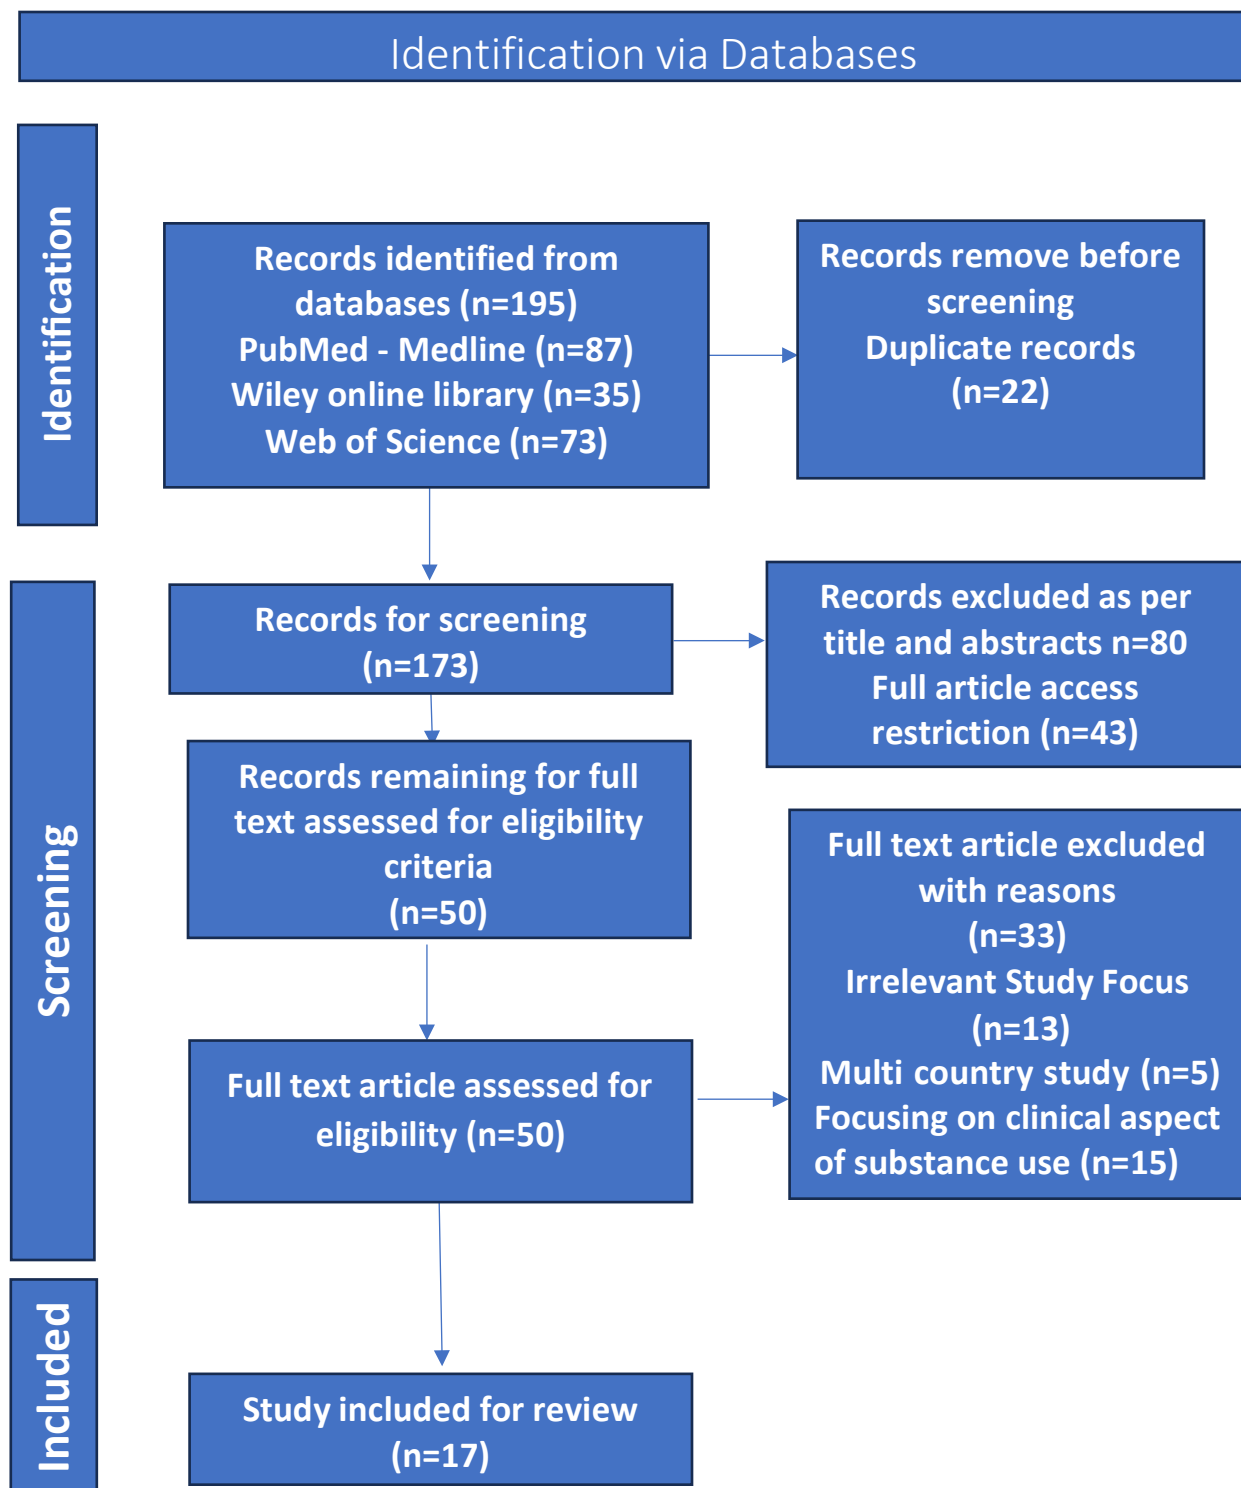 Identification via Databases
Identification
Records identified from
databases (n=195)
PubMed - Medline (n=87)
Wiley online library (n=35)
Web of Science (n=73)
Records remove before
screening
Duplicate records
(n=22)
Screening
Records for screening
(n=173)
Records excluded as per
title and abstracts n=80
Full article access
restriction (n=43)
Records remaining for full
text assessed for eligibility
criteria
(n=50)
Full text article assessed for
eligibility (n=50)
Full text article excluded
with reasons
(n=33)
Irrelevant Study Focus
(n=13)
Multi country study (n=5)
Focusing on clinical aspect
of substance use (n=15)
Included
Study included for review
(n=17)